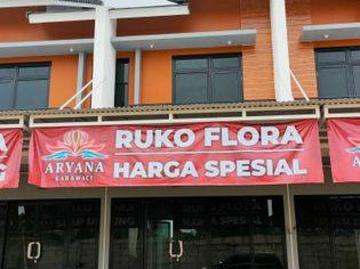 RUKO FLORA
HARGA SPESIAL
ARYANA
KARAWACI